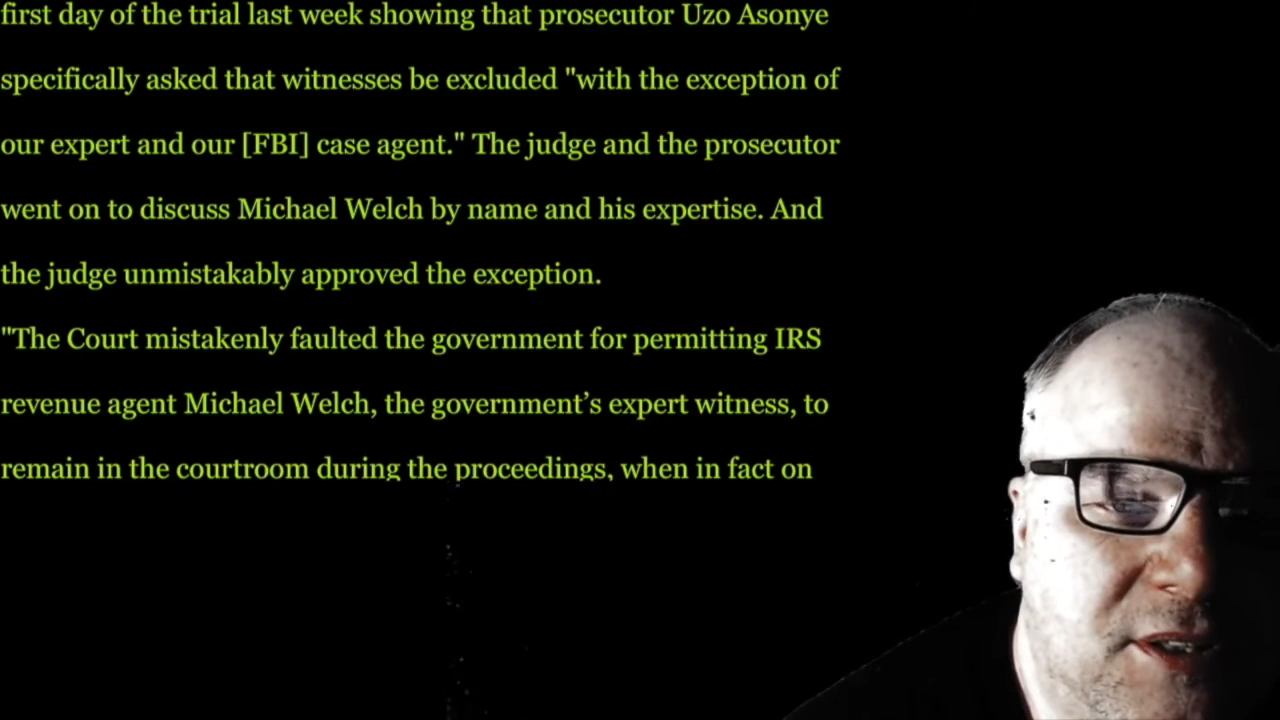 first day of the trial last week showing that prosecutor Uzo Asonye
specifically asked that witnesses be excluded "with the exception of
our expert and our [FBI] case agent." The judge and the prosecutor
went on to discuss Michael Welch by name and his expertise. And
the judge unmistakably approved the exception.
"The Court mistakenly faulted the government for permitting IRS
revenue agent Michael Welch, the government’s expert witness, to
remain in the courtroom during the proceedings, when in fact on